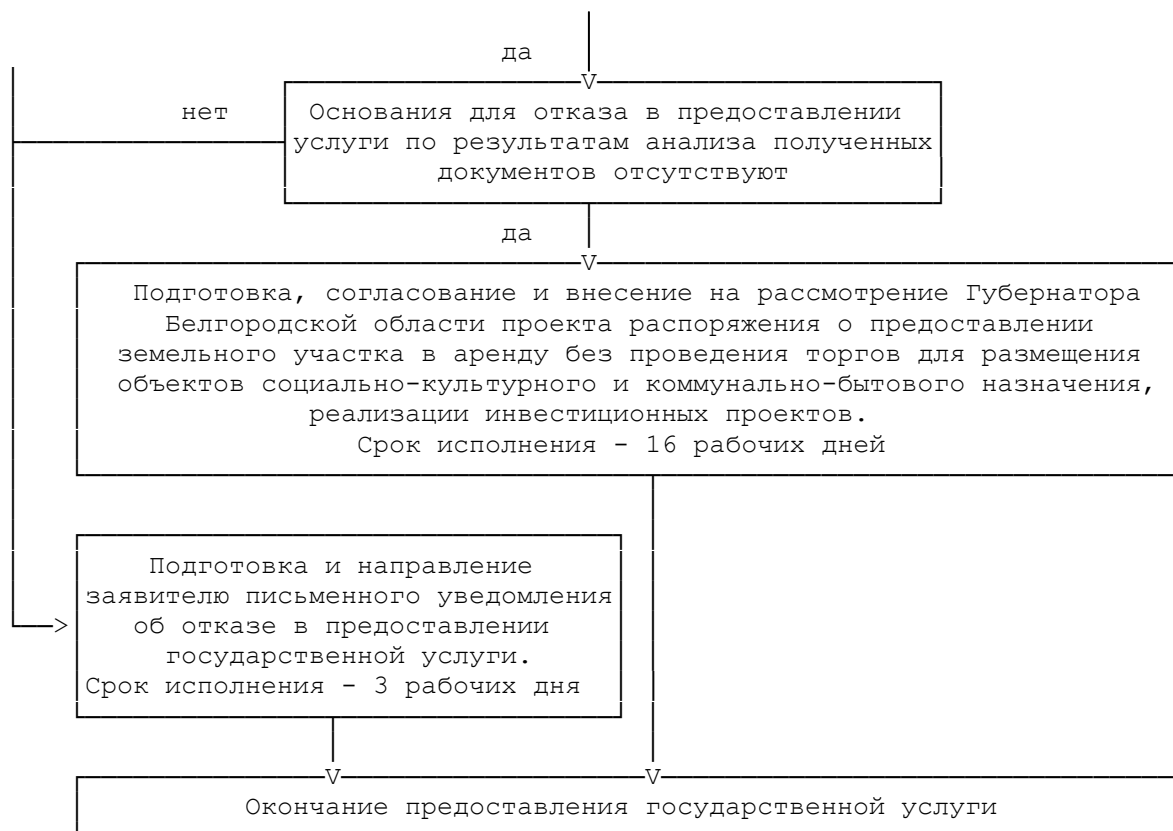 да
нет
Основания для отказа в предоставлении
услуги по результатам анализа полученных
документов отсутствуют
да
Подготовка, согласование и внесение на рассмотрение Губернатора
Белгородской области проекта распоряжения о предоставлении
земельного участка в аренду без проведения торгов для размещения
объектов социально-культурного и коммунально-бытового назначения,
реализации инвестиционных проектов.
Срок исполнения - 16 рабочих дней
Подготовка и направление
заявителю письменного уведомления
об отказе в предоставлении
государственной услуги.
Срок исполнения - 3 рабочих дня
Окончание предоставления государственной услуги